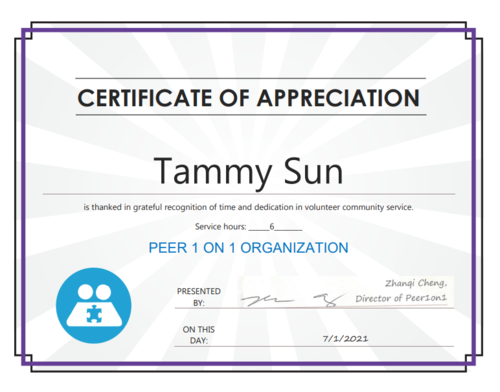 CERTIFICATE OF APPRECIATION
Tammy Sun
is thanked in grateful recognition of time and dedication in volunteer community service.
Service hours: _____6_______
PEER 1 ON 1 ORGANIZATION
PRESENTED
BY:
Zhanqi Cheng,
Director of Peer1on1
ON THIS
DAY:
7/1/2021